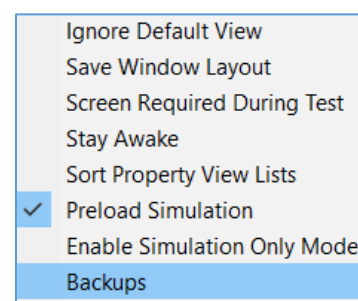 Ignore Default View
Save Window Layout
Screen Required During Test
Stay Awake
Sort Property View Lists
Preload Simulation
Enable Simulation Only Mode
Backups